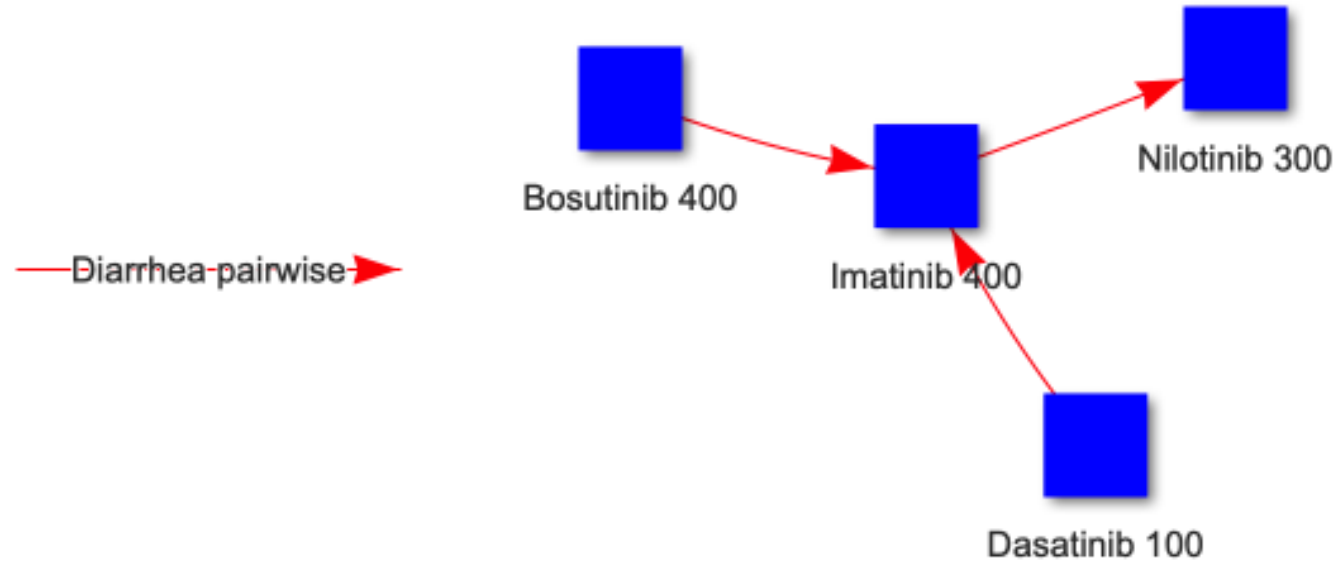 Nilotinib 300
Bosutinib 400
Diarrhea pairwise
Imatinib 400
Dasatinib 100